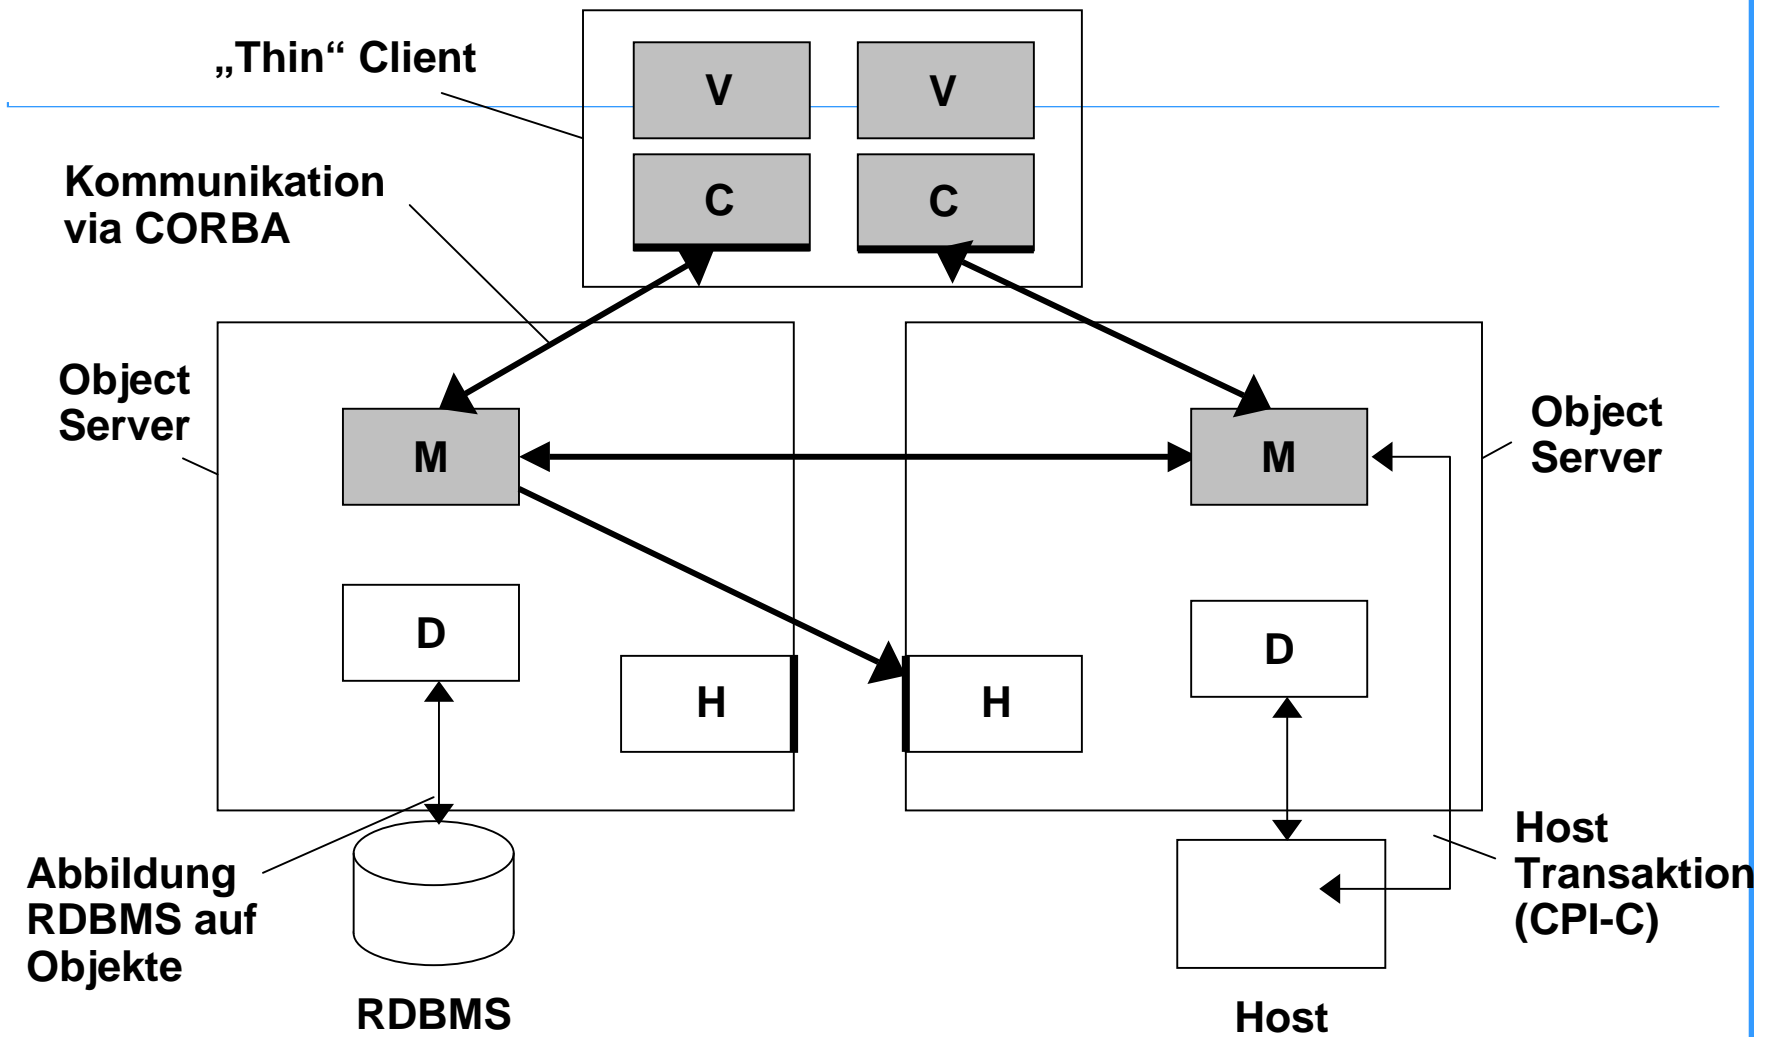 „Thin“ Client
V
V
C
C
Kommunikation
via CORBA
Object
Server
M
M
Object
Server
D
D
H
H
Abbildung
RDBMS auf
Objekte
Host
Transaktion
(CPI-C)
RDBMS
Host